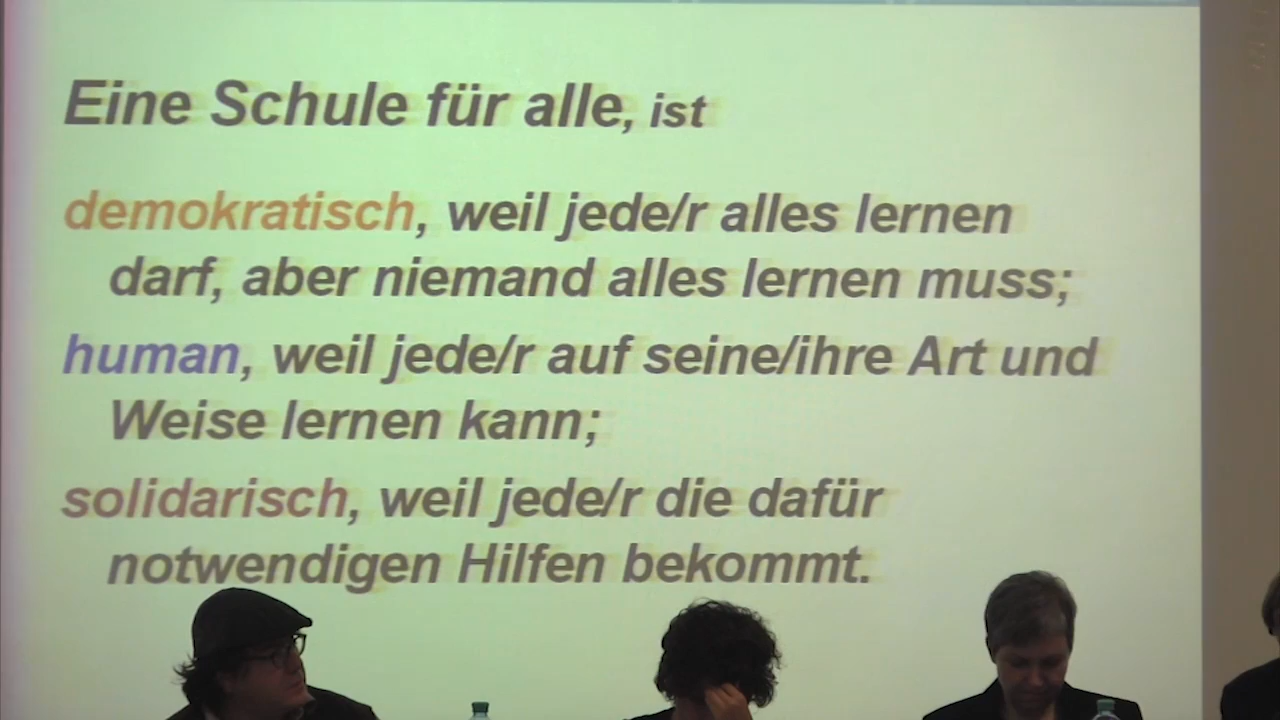 Eine Schule für alle, ist
demokratisch, weil jede/r alles lernen
darf, aber niemand alles lernen muss;
human, weil jede/r auf seine/ihre Art und
Weise lernen kann;
solidarisch, weil jede/r die dafür
notwendigen Hilfen bekommt.